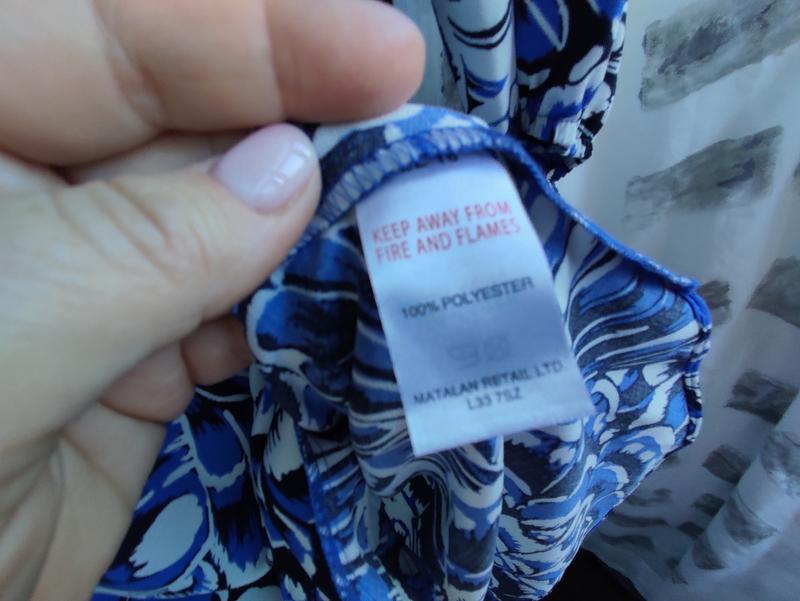 KEEP AWAY FROM
FIRE AND FLAMES
100% POLYESTER
MATALAN RETAIL LTD.
L33 7SZ